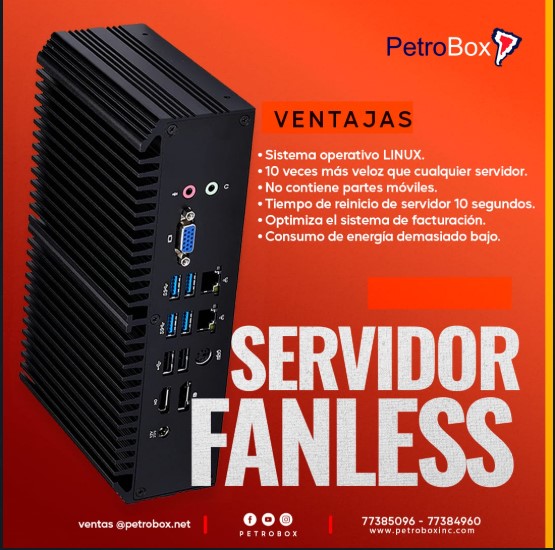 PetroBox
VENTAJAS
• Sistema operativo LINUX.
• 10 veces más veloz que cualquier servidor.
• No contiene partes móviles.
• Tiempo de reinicio de servidor 10 segundos.
• Optimiza el sistema de facturación.
• Consumo de energía demasiado bajo.
SERVIDOR
FANLESS
ventas @petrobox.net
PETROBOX
77385096 - 77384960
www.petroboxinc.com